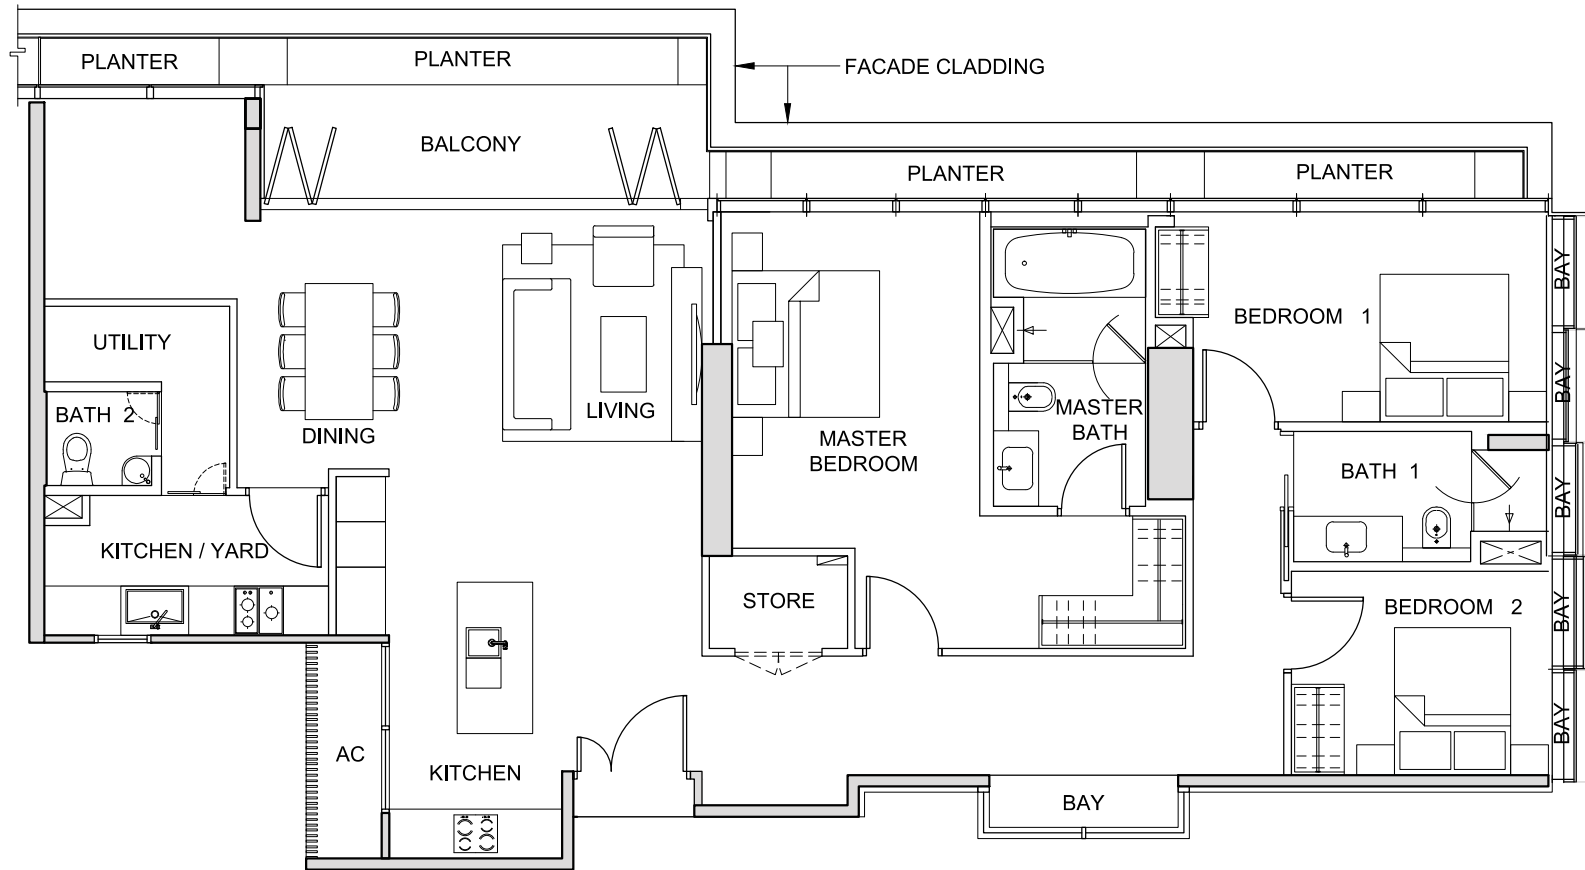 PLANTER
PLANTER
FACADE CLADDING
BALCONY
PLANTER
PLANTER
BAY
BEDROOM 1
UTILITY
BAY
BATH 2
LIVING
DINING
MASTER
BATH
MASTER
BEDROOM
BATH 1
BAY
KITCHEN / YARD
STORE
BEDROOM 2
BAY
AC
KITCHEN
BAY
BAY